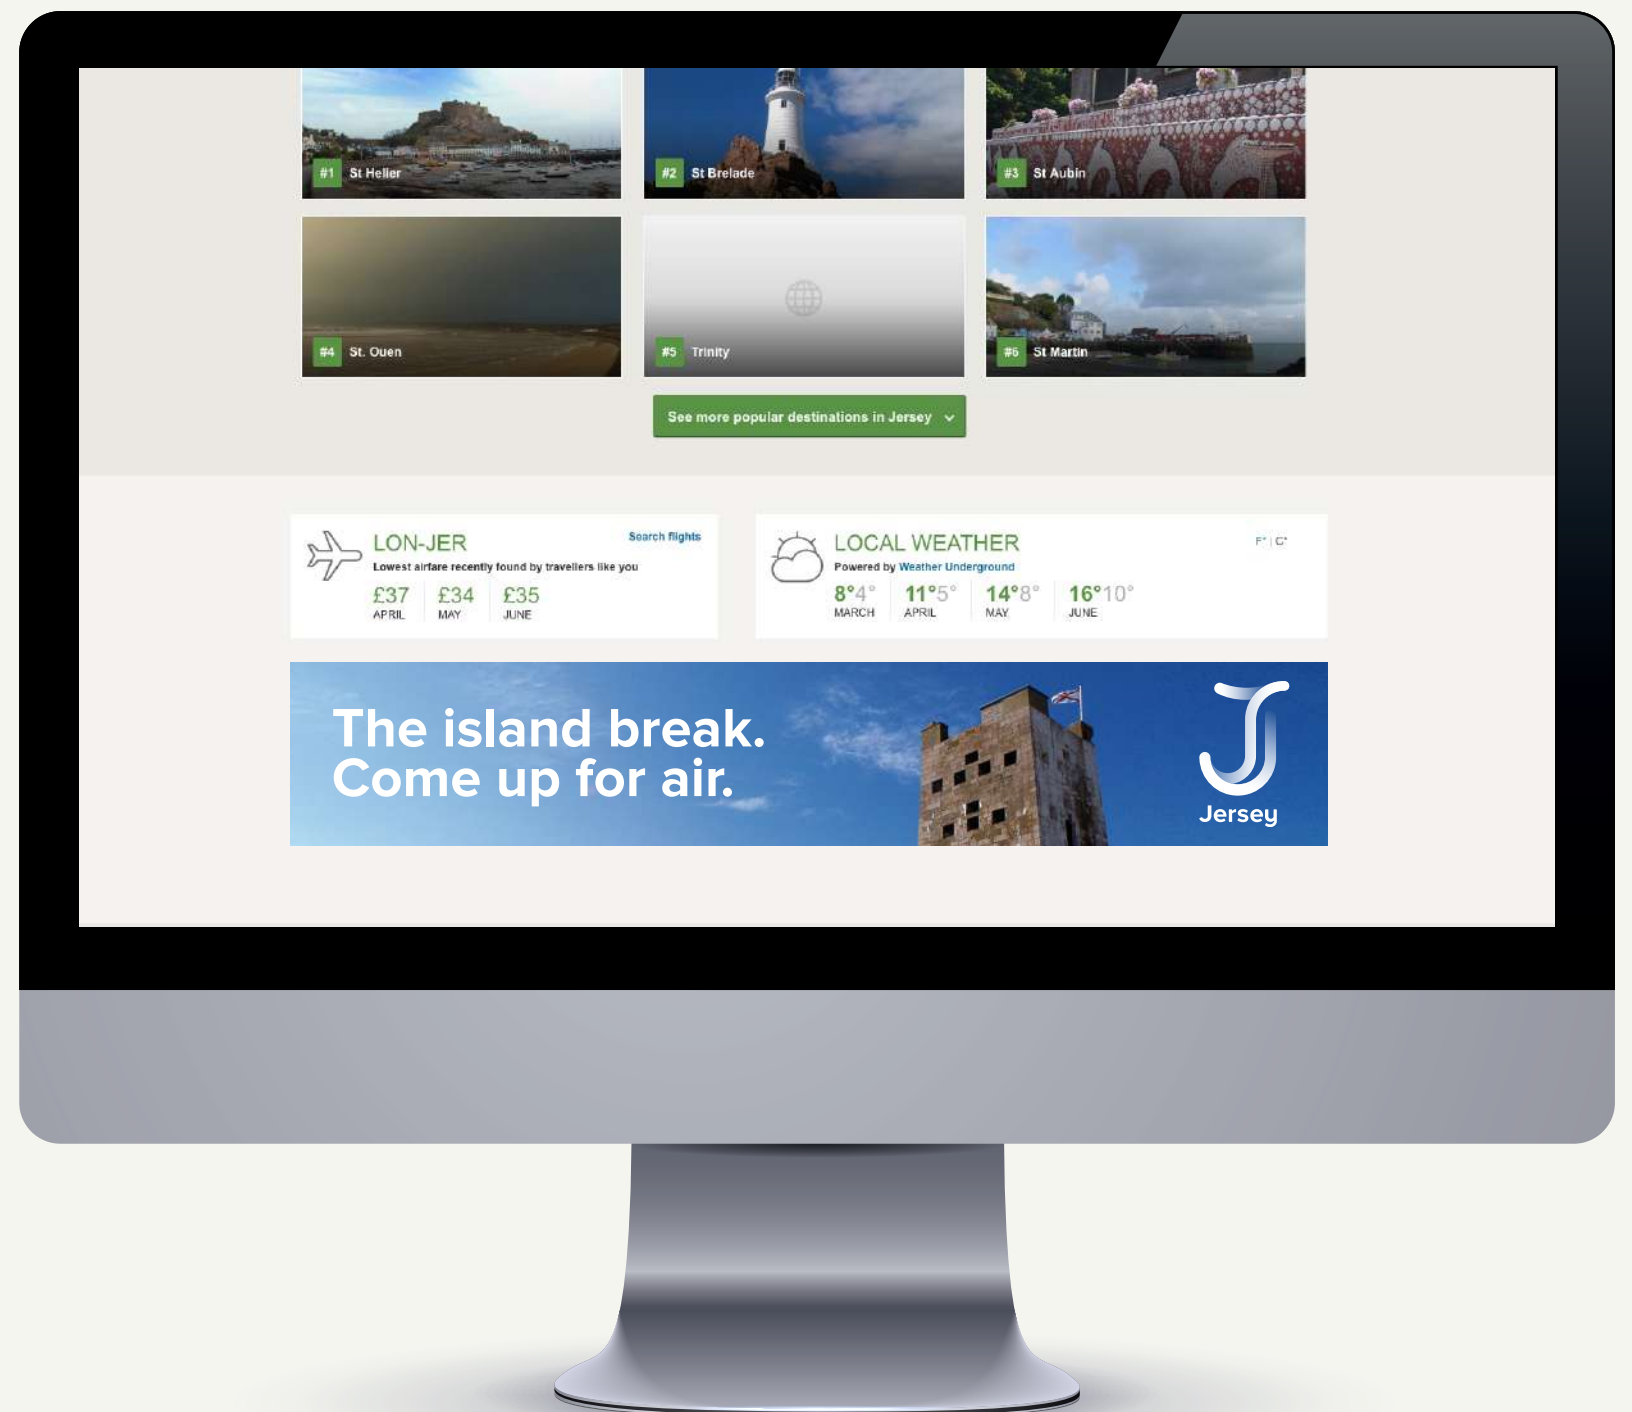 #1 St Helier
#2 St Brelade
#3 St Aubin
#4 St. Ouen
#5 Trinity
#6 St Martin
See more popular destinations in Jersey
LON-JER
Search flights
Lowest airfare recently found by travellers like you
£37 £34 £35
APRIL MAY JUNE
LOCAL WEATHER
F° | C°
Powered by Weather Underground
8°4° 11°5° 14°8° 16°10°
MARCH APRIL MAY JUNE
The island break.
Come up for air.
Jersey